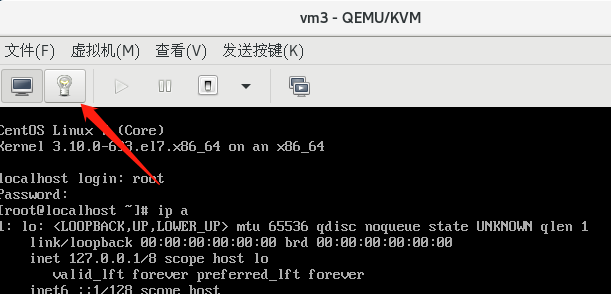 vm3 - QEMU/KVM
文件(F) 虚拟机(M) 查看(V) 发送按键(K)
CentOS Linux (Core)
Kernel 3.10.0-693.el7.x86_64 on an x86_64
localhost login: root
Password:
[root@localhost ~]# ip a
1: lo: <LOOPBACK,UP,LOWER_UP> mtu 65536 qdisc noqueue state UNKNOWN qlen 1
link/loopback 00:00:00:00:00:00 brd 00:00:00:00:00:00
inet 127.0.0.1/8 scope host lo
valid_lft forever preferred_lft forever
inet6 ::1/128 scope host